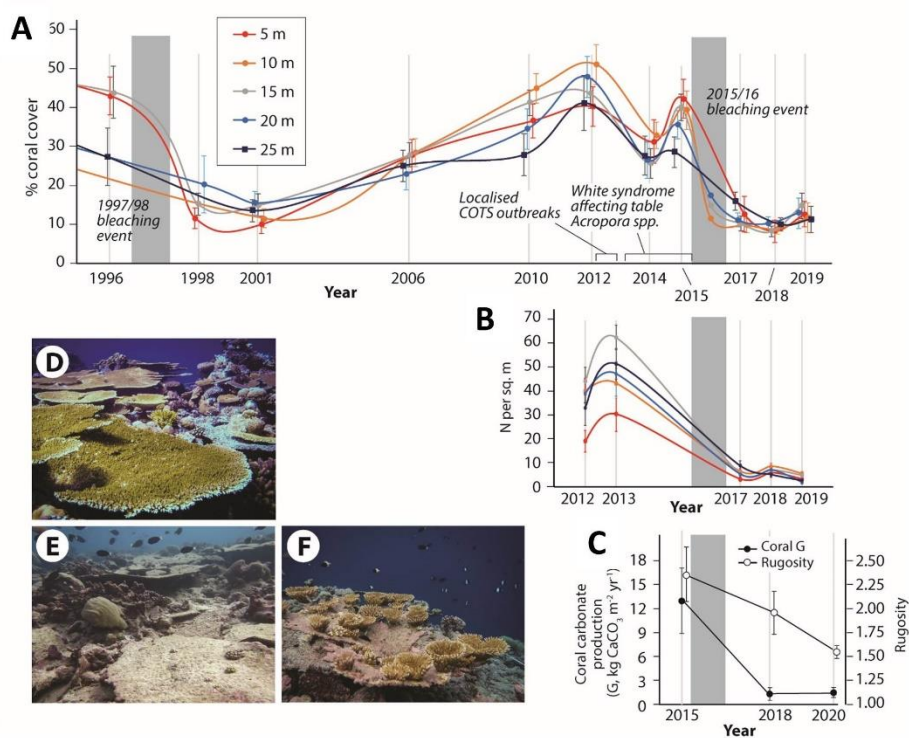 A
60
50
40
30
20
10
0
% coral cover
5 m
10 m
15 m
20 m
25 m
1997/98
bleaching
event
Localised
COTS outbreaks
White syndrome
affecting table
Acropora spp.
2015/16
bleaching event
1996
1998
2001
2006
2010
2012
2014
2015
2017
2018
2019
Year
B
70
60
50
40
30
20
10
0
N per sq. m
2012
2013
2017
2018
2019
Year
D
E
F
C
Coral G
Rugosity
18
15
12
9
6
3
0
Coral carbonate
production
(G, kg CaCO₃ m⁻² yr⁻¹)
2.50
2.25
2.00
1.75
1.50
1.25
1.00
Rugosity
2015
2018
2020
Year